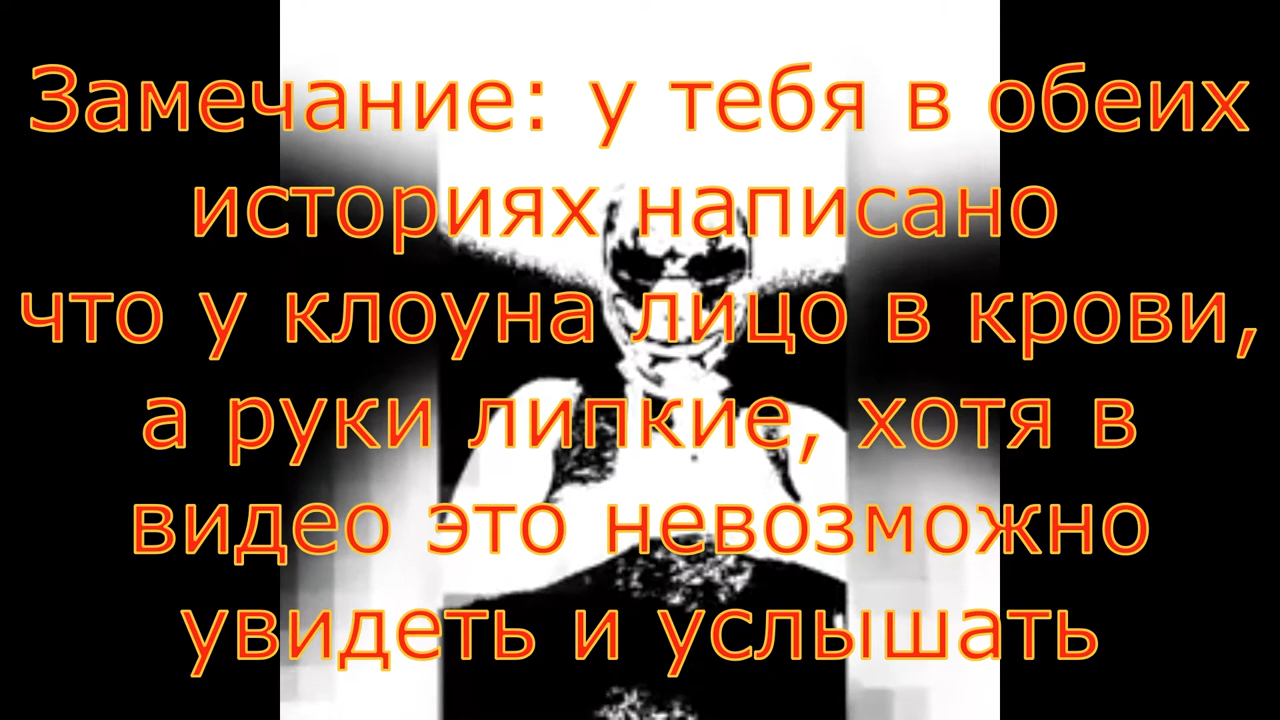 Замечание: у тебя в обеих
историях написано
что у клоуна лицо в крови,
а руки липкие, хотя в
видео это невозможно
увидеть и услышать